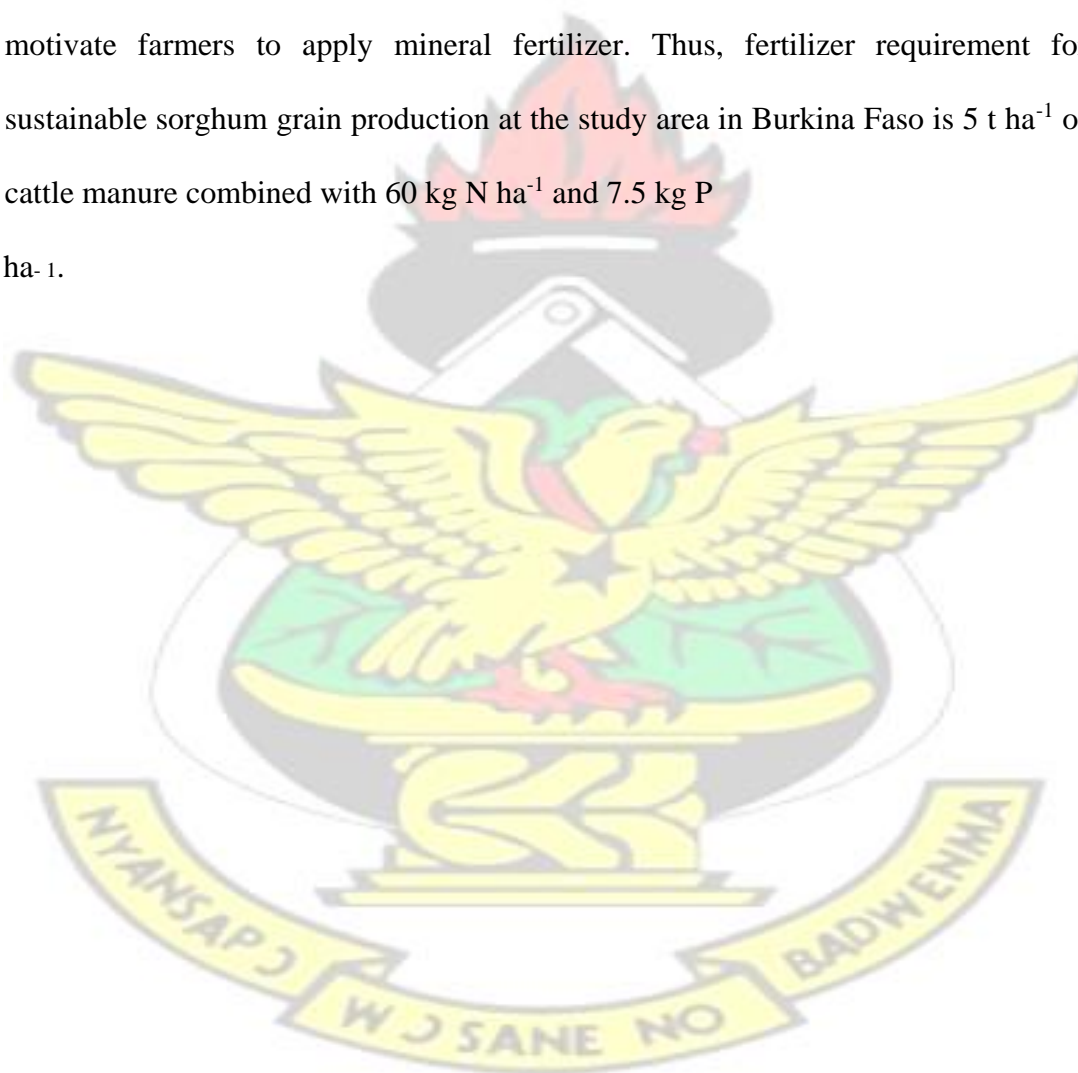 motivate farmers to apply mineral fertilizer. Thus, fertilizer requirement fo
sustainable sorghum grain production at the study area in Burkina Faso is 5 t ha⁻¹ o
cattle manure combined with 60 kg N ha⁻¹ and 7.5 kg P
ha- 1.
NYANSAPƆ
WƆSANE NO
BADWENMA